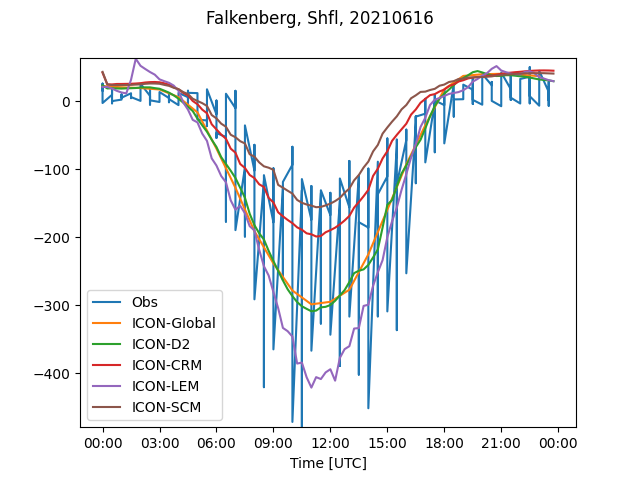 Falkenberg, Shfl, 20210616
0
−100
−200
−300
−400
Obs
ICON-Global
ICON-D2
ICON-CRM
ICON-LEM
ICON-SCM
00:00 03:00 06:00 09:00 12:00 15:00 18:00 21:00 00:00
Time [UTC]